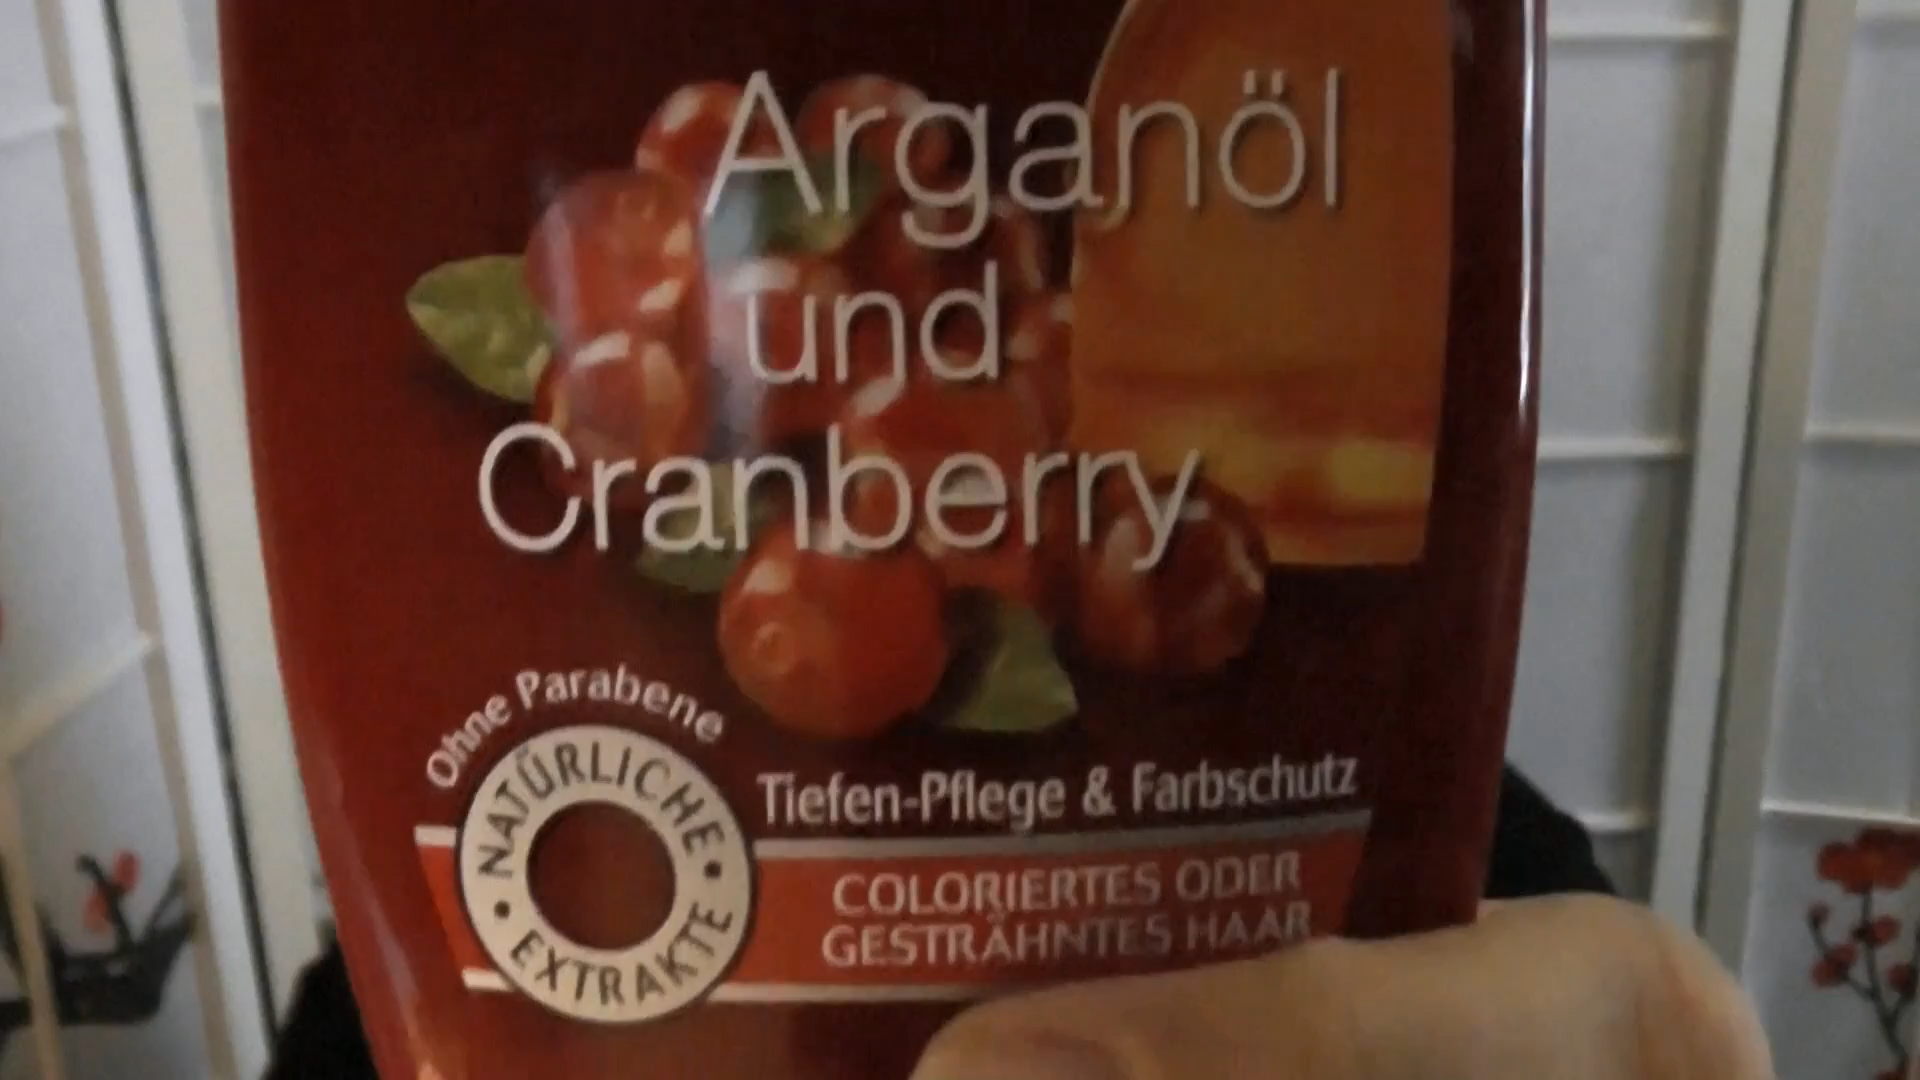 Arganöl
und
Cranberry
Ohne Parabene
NATÜRLICHE
• EXTRAKTE •
Tiefen-Pflege & Farbschutz
COLORIERTES ODER
GESTRÄHNTES HAAR